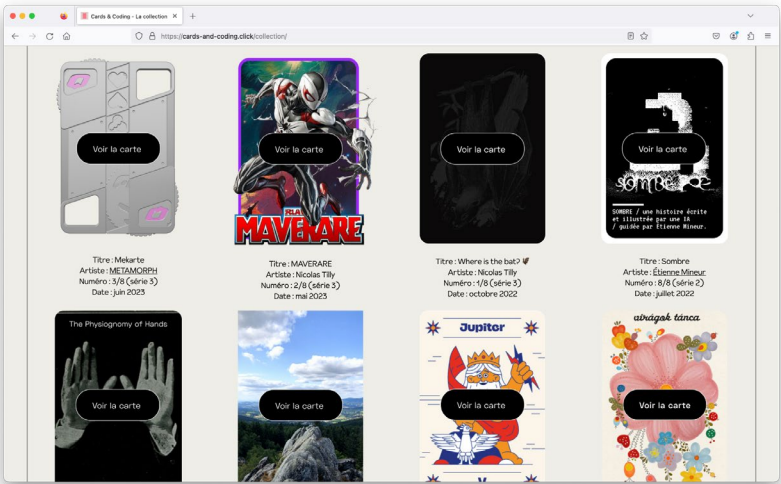 Cards & Coding - La collection
https://cards-and-coding.click/collection/
Voir la carte
Voir la carte
Voir la carte
Voir la carte
MAVERARE
SOMBRE
SOMBRE / une histoire écrite
et illustrée par une IA
/ guidée par Étienne Mineur.
Titre : Mekarte
Artiste : METAMORPH
Numéro : 3/8 (série 3)
Date : juin 2023
Titre : MAVERARE
Artiste : Nicolas Tilly
Numéro : 2/8 (série 3)
Date : mai 2023
Titre : Where is the bat?
Artiste : Nicolas Tilly
Numéro : 1/8 (série 3)
Date : octobre 2022
Titre : Sombre
Artiste : Étienne Mineur
Numéro : 8/8 (série 2)
Date : juillet 2022
The Physiognomy of Hands
Jupiter
virágok tánca
Voir la carte
Voir la carte
Voir la carte
Voir la carte